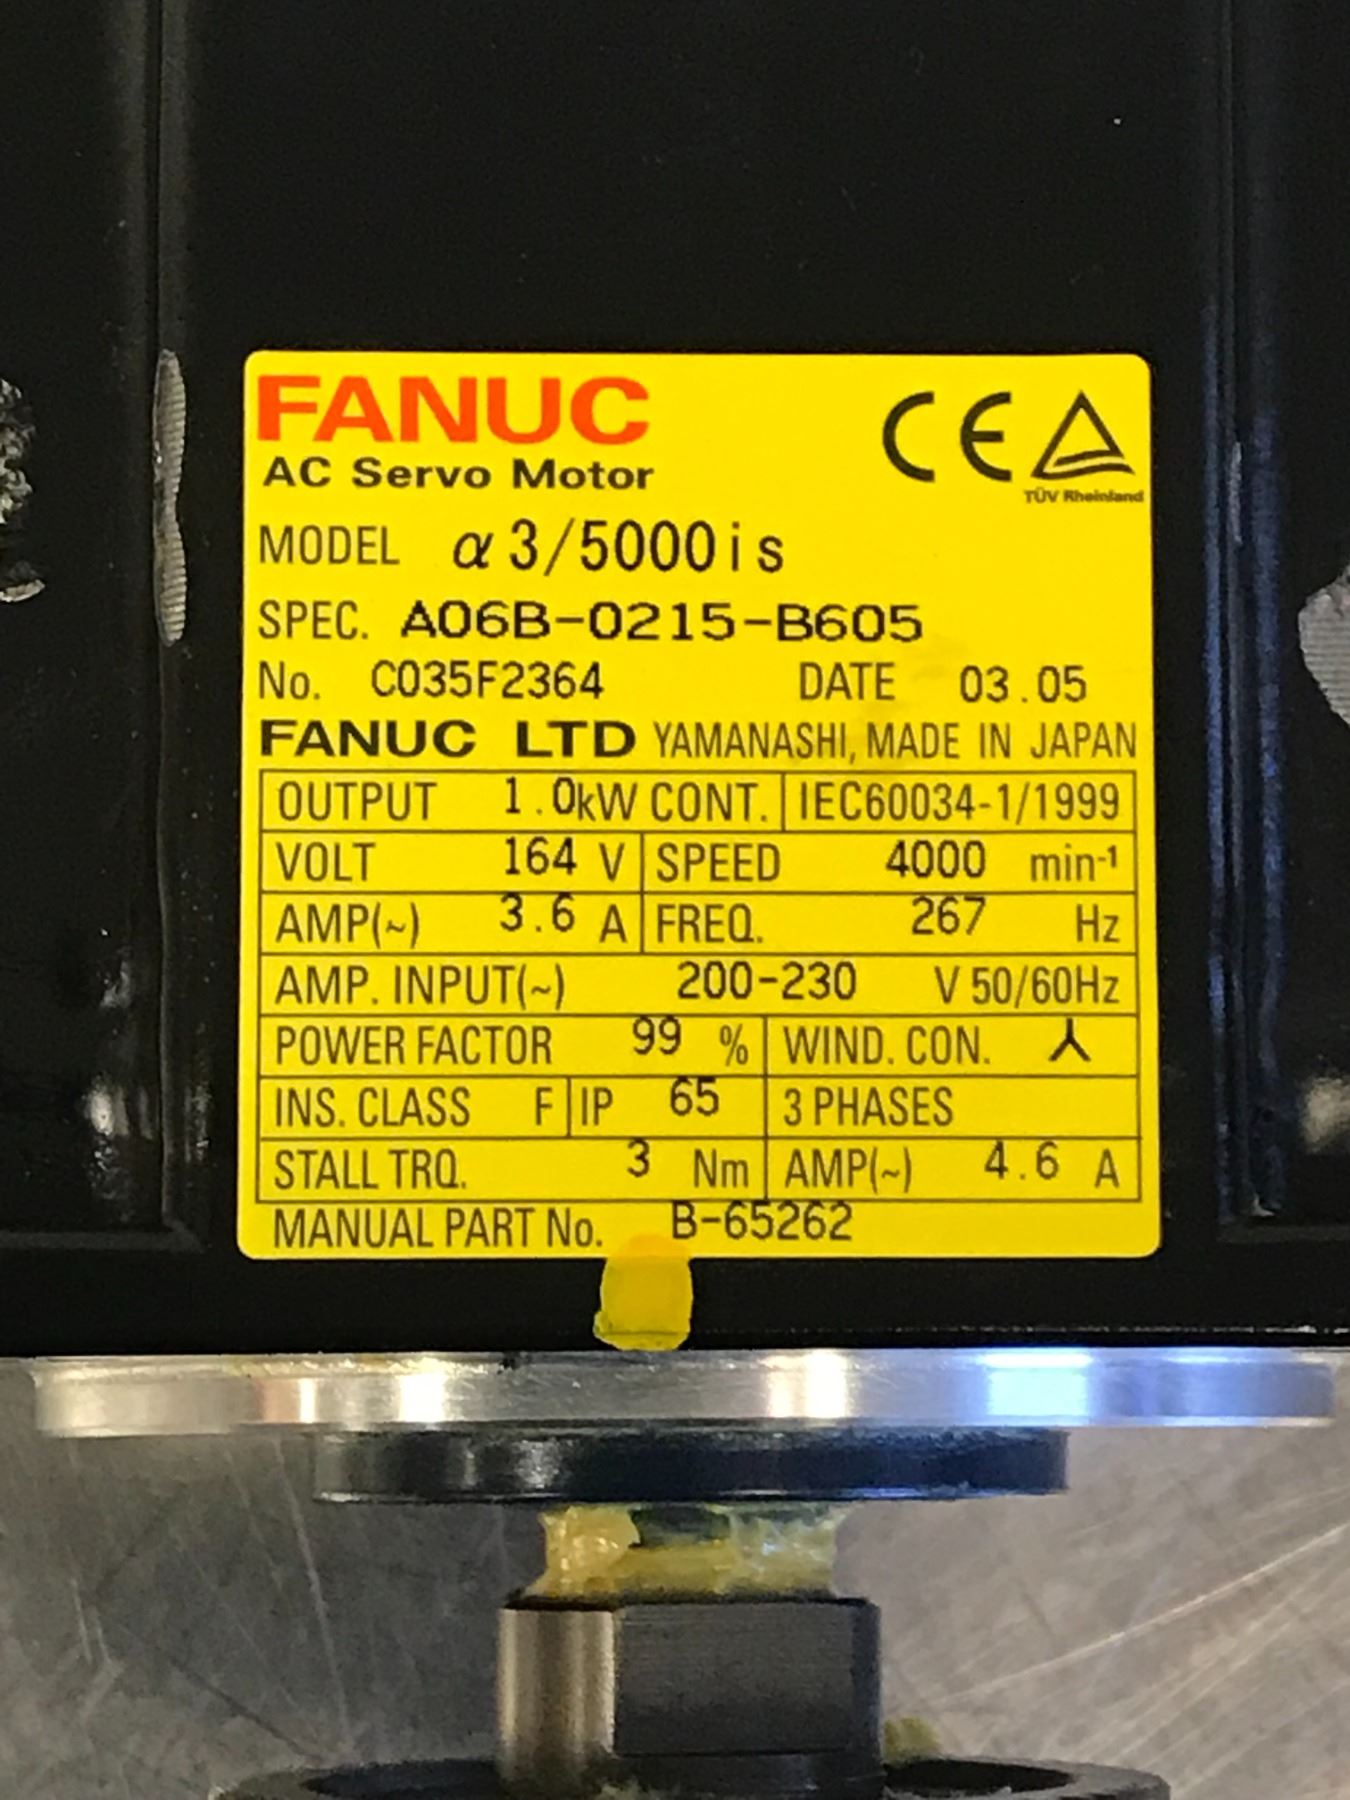 FANUC CE
AC Servo Motor TÜV Rheinland
MODEL α3/5000is
SPEC. A06B-0215-B605
No. C035F2364 DATE 03.05
FANUC LTD YAMANASHI, MADE IN JAPAN
OUTPUT 1.0kW CONT. IEC60034-1/1999
VOLT 164 V SPEED 4000 min-1
AMP(~) 3.6 A FREQ. 267 Hz
AMP. INPUT(~) 200-230 V 50/60Hz
POWER FACTOR 99 % WIND. CON. ⅄
INS. CLASS F IP 65 3 PHASES
STALL TRQ. 3 Nm AMP(~) 4.6 A
MANUAL PART No. B-65262